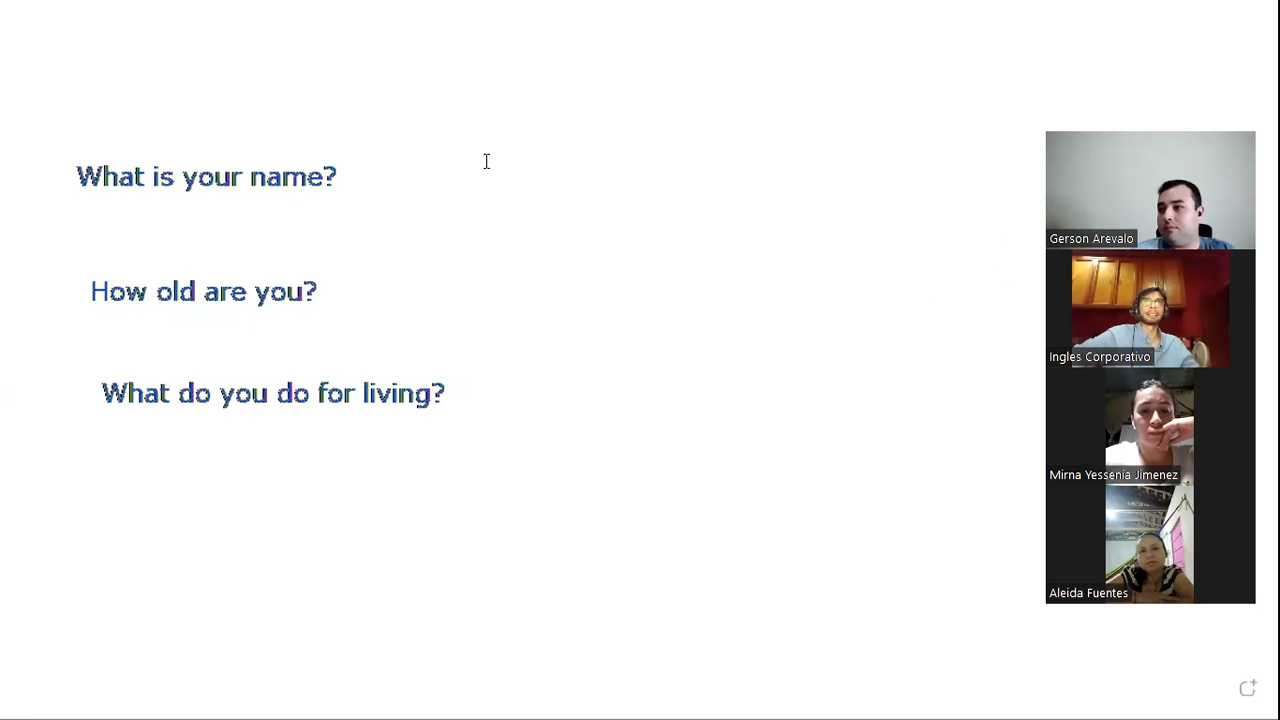 What is your name?
How old are you?
What do you do for living?
Gerson Arevalo
Ingles Corporativo
Mirna Yessenia Jimenez
Aleida Fuentes